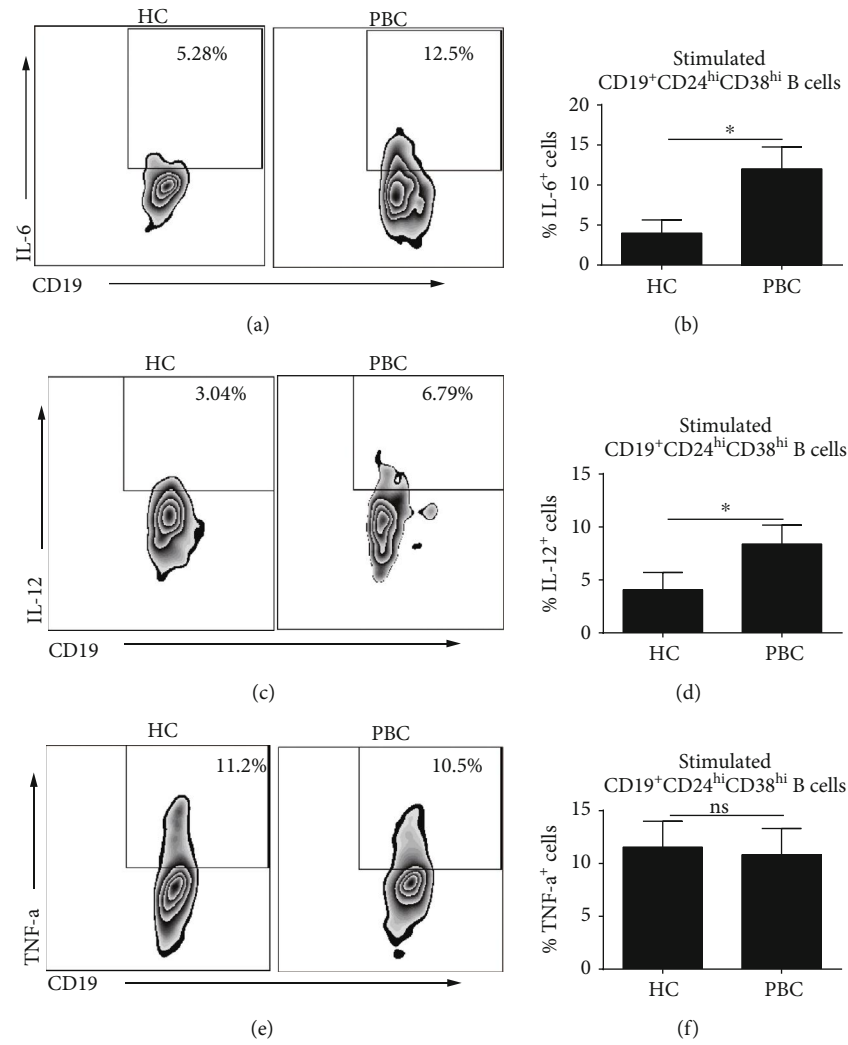 HC
PBC
5.28%
12.5%
IL-6
CD19
(a)
Stimulated
CD19⁺CD24ʰⁱCD38ʰⁱ B cells
20
15
10
5
0
% IL-6⁺ cells
*
HC
PBC
(b)
HC
PBC
3.04%
6.79%
IL-12
CD19
(c)
Stimulated
CD19⁺CD24ʰⁱCD38ʰⁱ B cells
15
10
5
0
% IL-12⁺ cells
*
HC
PBC
(d)
HC
PBC
11.2%
10.5%
TNF-a
CD19
(e)
Stimulated
CD19⁺CD24ʰⁱCD38ʰⁱ B cells
ns
15
10
5
0
% TNF-a⁺ cells
HC
PBC
(f)